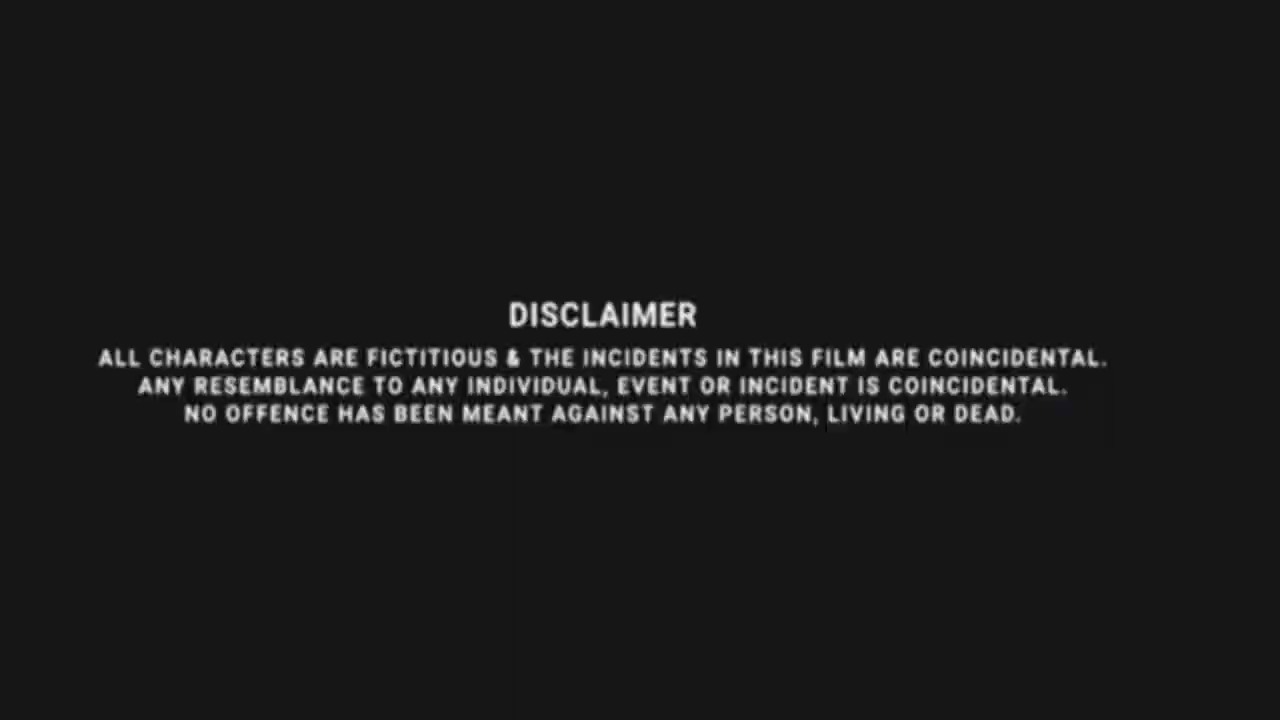 DISCLAIMER
ALL CHARACTERS ARE FICTITIOUS & THE INCIDENTS IN THIS FILM ARE COINCIDENTAL.
ANY RESEMBLANCE TO ANY INDIVIDUAL, EVENT OR INCIDENT IS COINCIDENTAL.
NO OFFENCE HAS BEEN MEANT AGAINST ANY PERSON, LIVING OR DEAD.